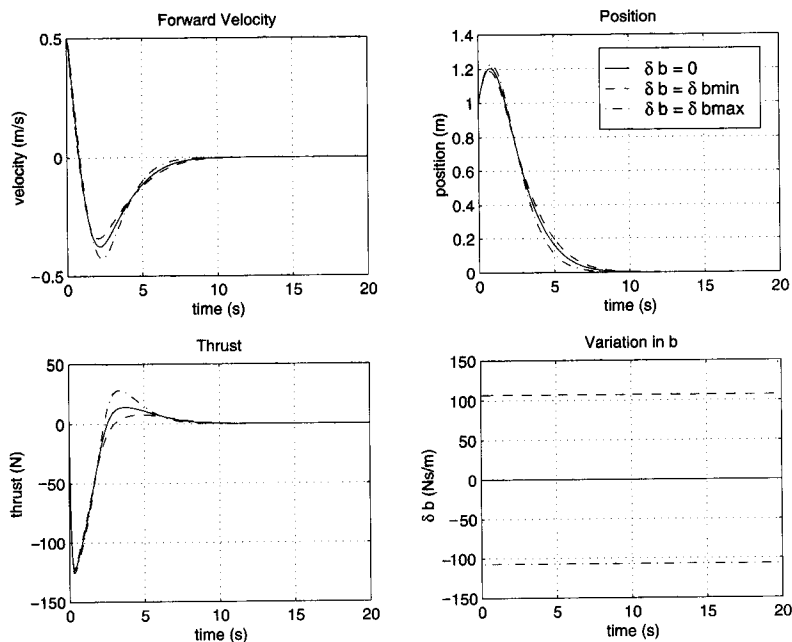 Forward Velocity
0.5
0
−0.5
velocity (m/s)
0 5 10 15 20
time (s)
Position
1.4
1.2
1
0.8
0.6
0.4
0.2
0
position (m)
δ b = 0
δ b = δ bmin
δ b = δ bmax
0 5 10 15 20
time (s)
Thrust
50
0
−50
−100
−150
thrust (N)
0 5 10 15 20
time (s)
Variation in b
150
100
50
0
−50
−100
−150
δ b (Ns/m)
0 5 10 15 20
time (s)